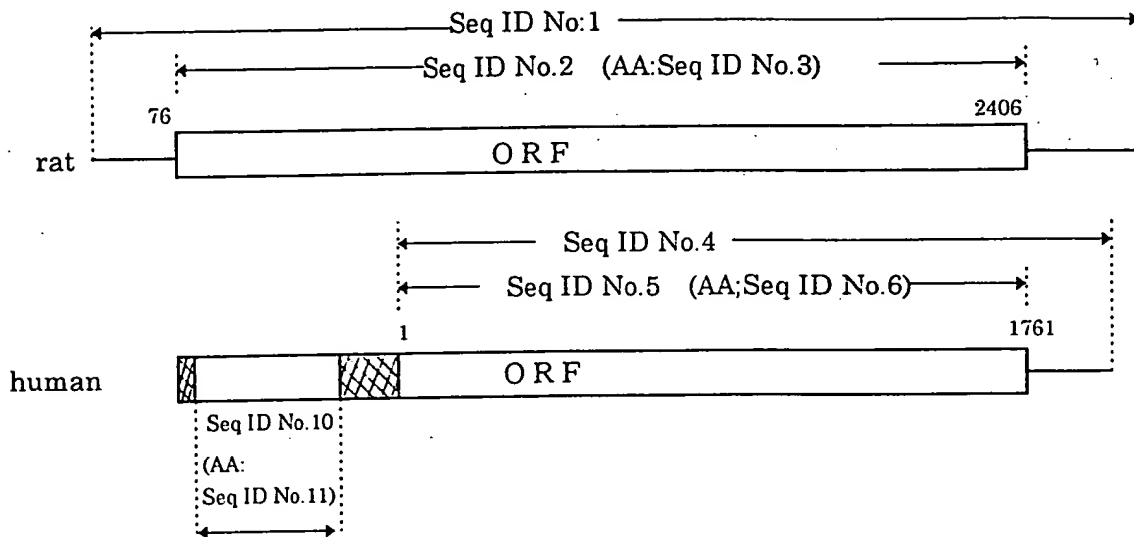 Seq ID No:1
Seq ID No.2 (AA:Seq ID No.3)
76
2406
rat
ORF
Seq ID No.4
Seq ID No.5 (AA;Seq ID No.6)
1
1761
human
ORF
Seq ID No.10
(AA:
Seq ID No.11)